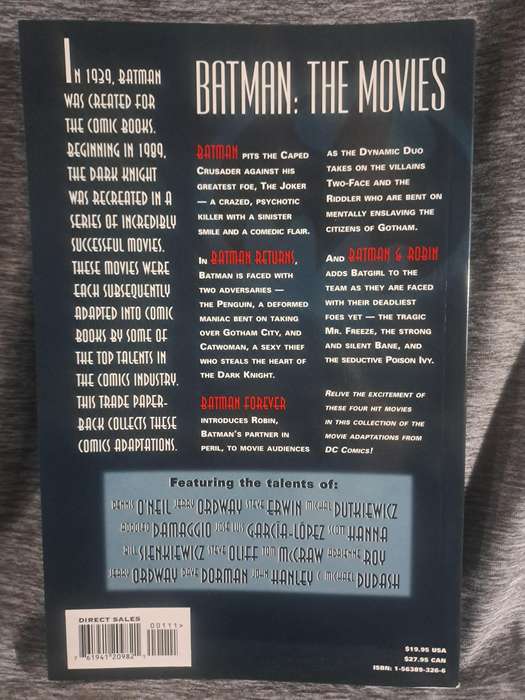 In 1939, Batman
was created for
the comic books.
Beginning in 1989,
the Dark Knight
was recreated in a
series of incredibly
successful movies.
These movies were
each subsequently
adapted into comic
books by some of
the top talents in
the comics industry.
This trade paper-
back collects these
comics adaptations.
BATMAN: THE MOVIES
BATMAN pits the Caped
Crusader against his
greatest foe, The Joker
— a crazed, psychotic
killer with a sinister
smile and a comedic flair.
In BATMAN RETURNS,
Batman is faced with
two adversaries —
the Penguin, a deformed
maniac bent on taking
over Gotham City, and
Catwoman, a sexy thief
who steals the heart of
the Dark Knight.
BATMAN FOREVER
introduces Robin,
Batman's partner in
peril, to movie audiences
as the Dynamic Duo
takes on the villains
Two-Face and the
Riddler who are bent on
mentally enslaving the
citizens of Gotham.
And BATMAN & ROBIN
adds Batgirl to the
team as they are faced
with their deadliest
foes yet — the tragic
Mr. Freeze, the strong
and silent Bane, and
the seductive Poison Ivy.
Relive the excitement of
these four hit movies
in this collection of the
movie adaptations from
DC Comics!
Featuring the talents of:
DENNIS O'NEIL JERRY ORDWAY STEVE ERWIN MICHAL DUTKIEWICZ
RODOLFO DAMAGGIO JOSÉ LUIS GARCÍA-LÓPEZ SCOTT HANNA
BILL SIENKIEWICZ STEVE OLIFF TOM McCRAW ADRIENNE ROY
JERRY ORDWAY DAVE DORMAN JOHN HANLEY C. MICHAEL DUDASH
DIRECT SALES
00111>
7 61941 20982 1
$19.95 USA
$27.95 CAN
ISBN: 1-56389-326-6